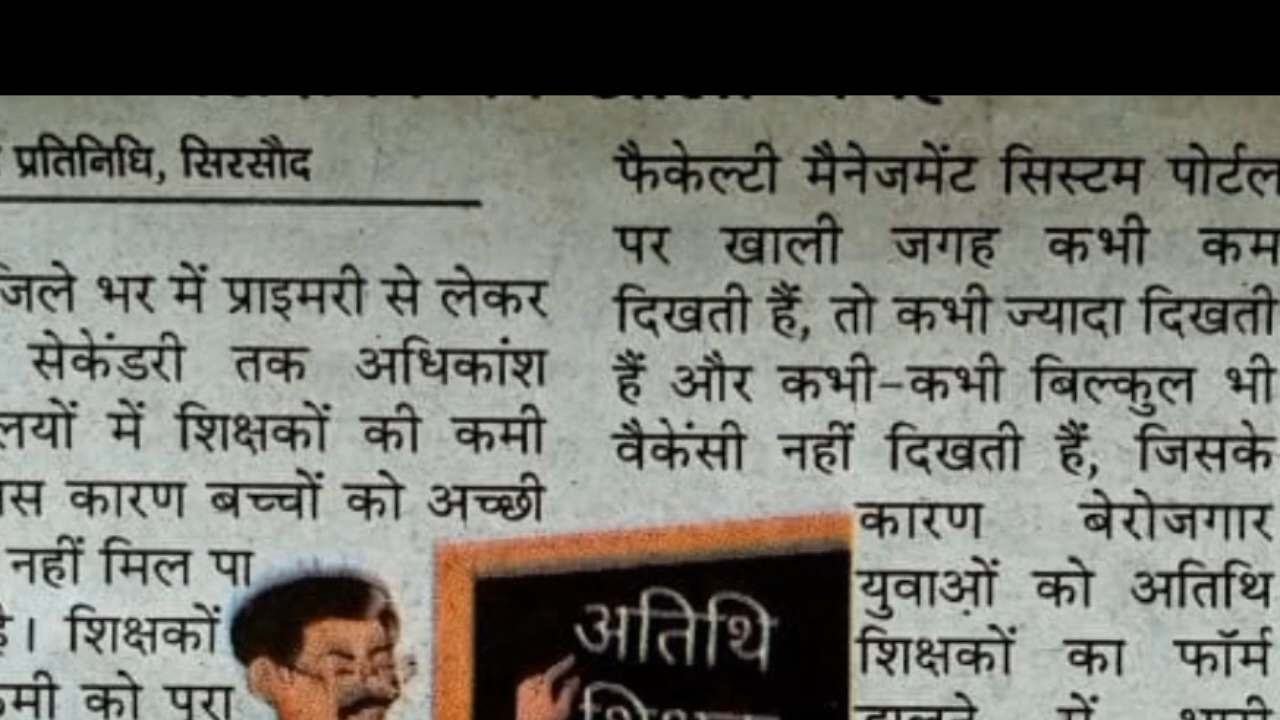 प्रतिनिधि, सिरसौद
जिले भर में प्राइमरी से लेकर
सेकेंडरी तक अधिकांश
लयों में शिक्षकों की कमी
कारण बच्चों को अच्छी
नहीं मिल पा
है। शिक्षकों
कमी को पूरा
अतिथि
फैकेल्टी मैनेजमेंट सिस्टम पोर्टल
पर खाली जगह कभी कम
दिखती हैं, तो कभी ज्यादा दिखती
हैं और कभी-कभी बिल्कुल भी
वैकेंसी नहीं दिखती हैं, जिसके
कारण बेरोजगार
युवाओं को अतिथि
शिक्षकों का फॉर्म
में